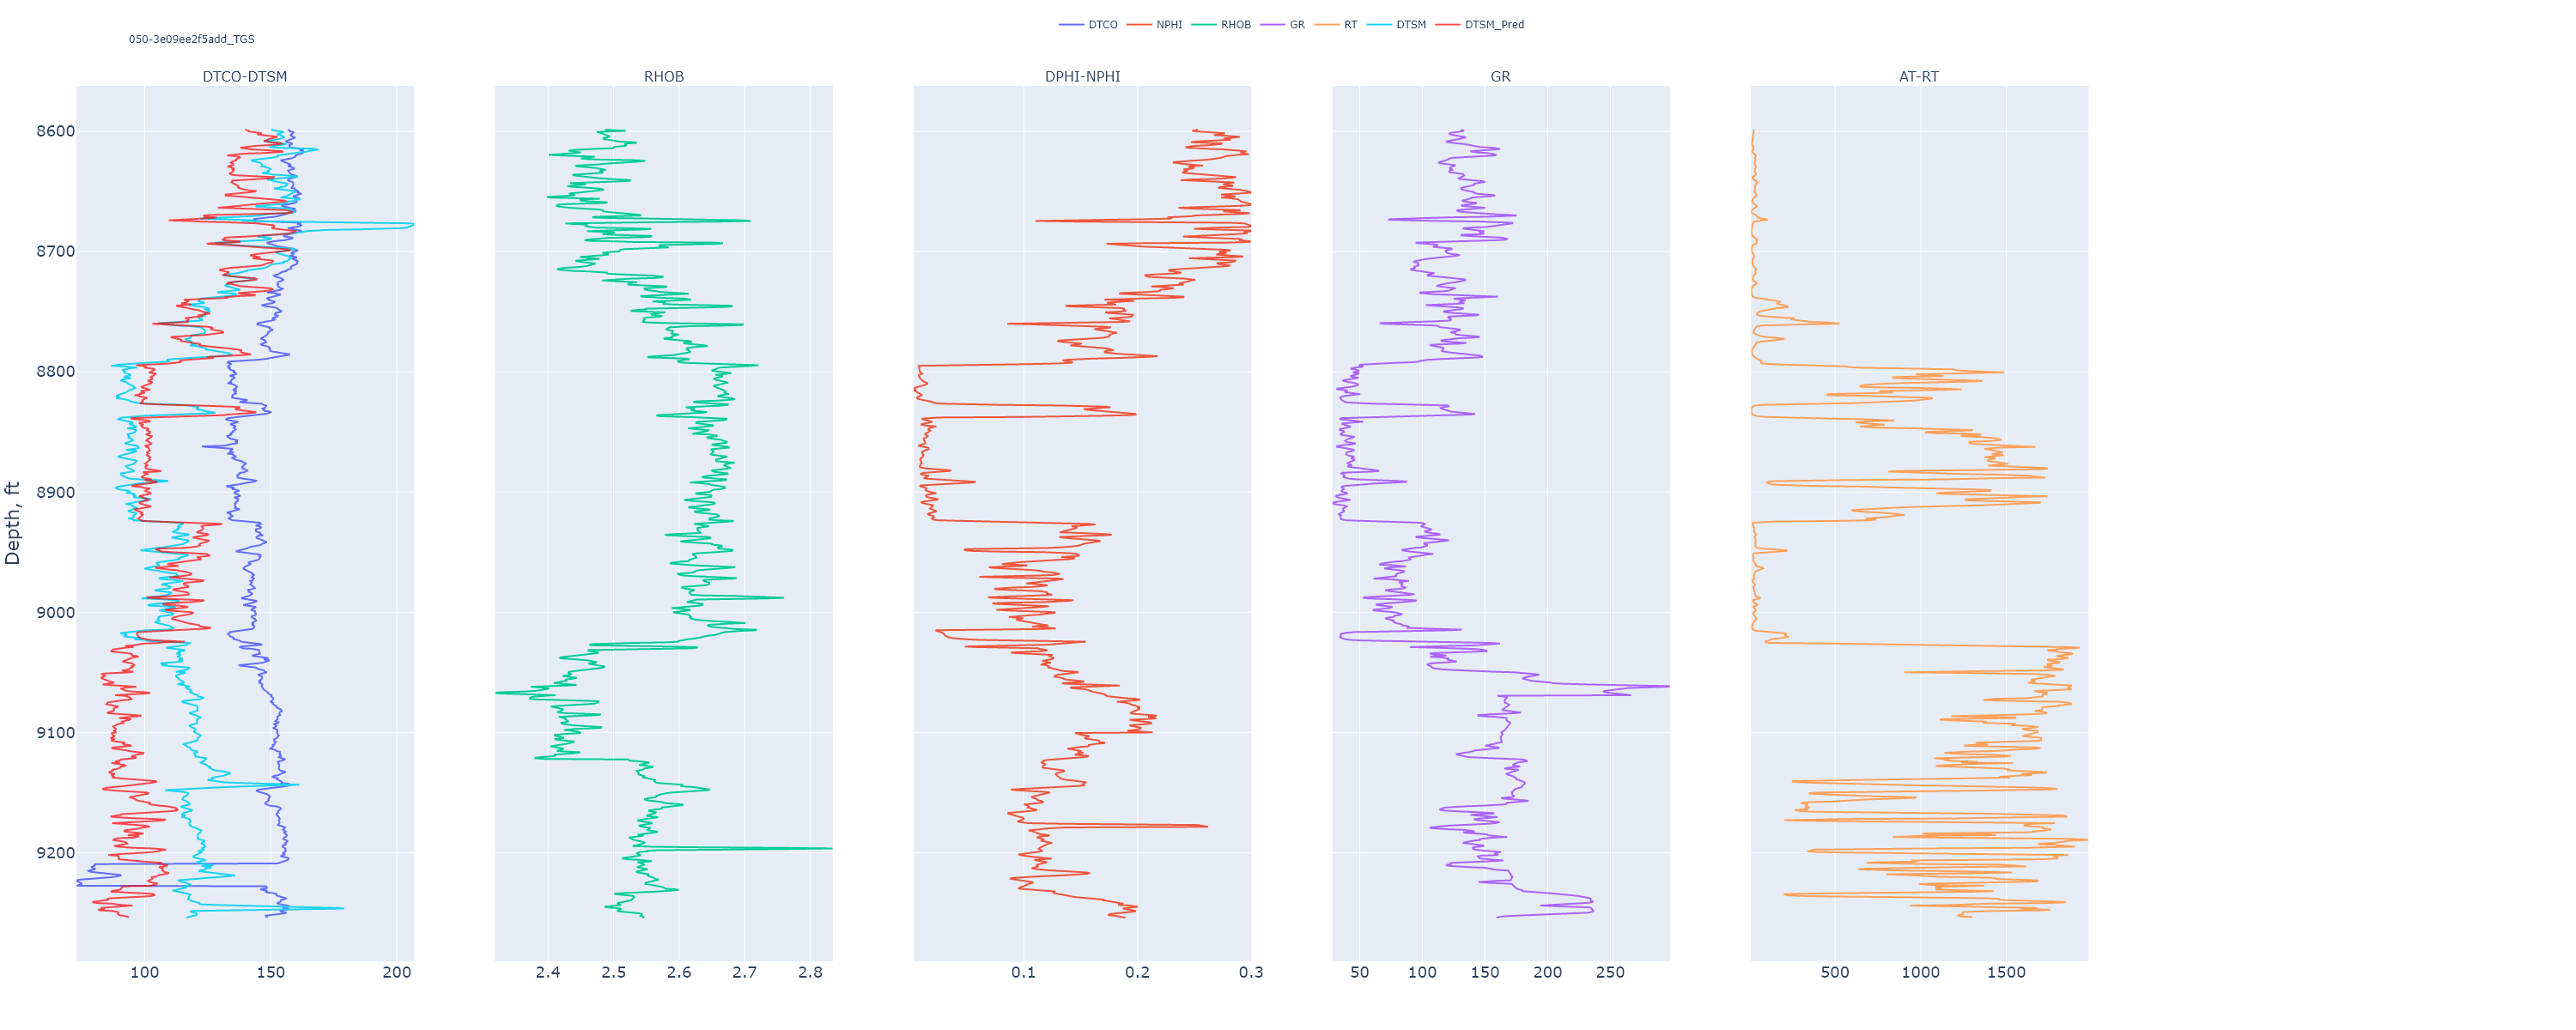 DTCO NPHI RHOB GR RT DTSM DTSM_Pred
050-3e09ee2f5add_TGS
DTCO-DTSM RHOB DPHI-NPHI GR AT-RT
8600
8700
8800
8900
9000
9100
9200
Depth, ft
100 150 200 2.4 2.5 2.6 2.7 2.8 0.1 0.2 0.3 50 100 150 200 250 500 1000 1500